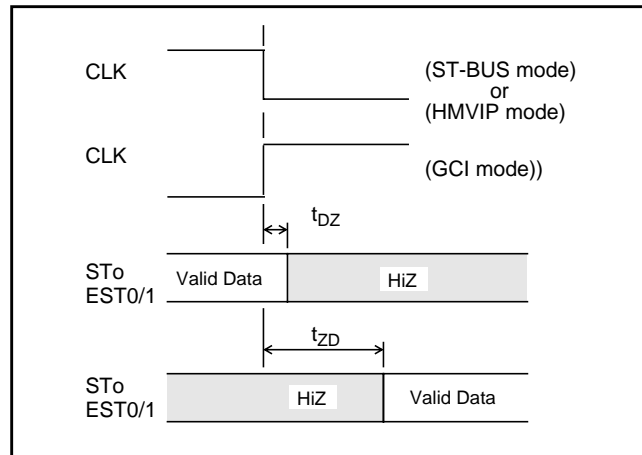 CLK
(ST-BUS mode)
or
(HMVIP mode)
CLK
(GCI mode))
tDZ
STo
EST0/1
Valid Data
HiZ
tZD
STo
EST0/1
HiZ
Valid Data